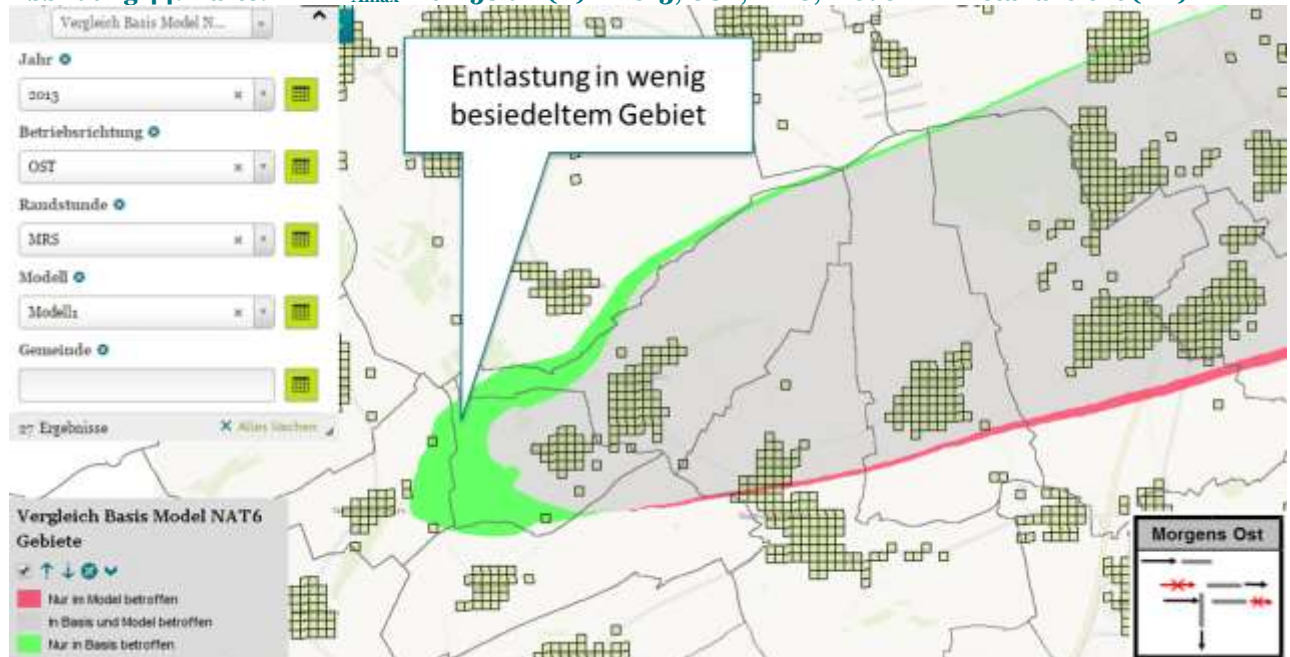 Vergleich Basis Model N...
Jahr
2013
Betriebsrichtung
OST
Randstunde
MRS
Modell
Modell1
Gemeinde
27 Ergebnisse
Alles löschen
Entlastung in wenig
besiedeltem Gebiet
Vergleich Basis Model NAT6
Gebiete
Nur im Model betroffen
In Basis und Model betroffen
Nur in Basis betroffen
Morgens Ost